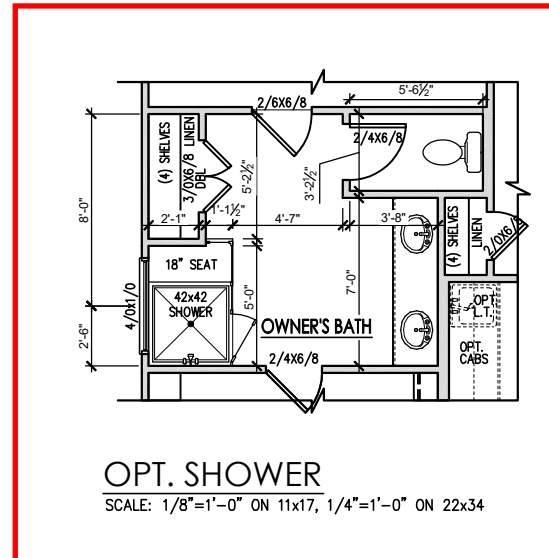 5'-6½"
2/6X6/8
2/4X6/8
(4) SHELVES
3/0X6/8 LINEN
DBL
5'-2½"
3'-2½"
8'-0"
2'-1"
1'-1½"
4'-7"
3'-8"
(4) SHELVES
LINEN
2/0X6/8
18" SEAT
42x42
SHOWER
4/0X1/0
2'-6"
5'-0"
7'-0"
OWNER'S BATH
2/4X6/8
OPT.
L.T.
OPT.
CABS
OPT. SHOWER
SCALE: 1/8"=1'-0" ON 11x17, 1/4"=1'-0" ON 22x34